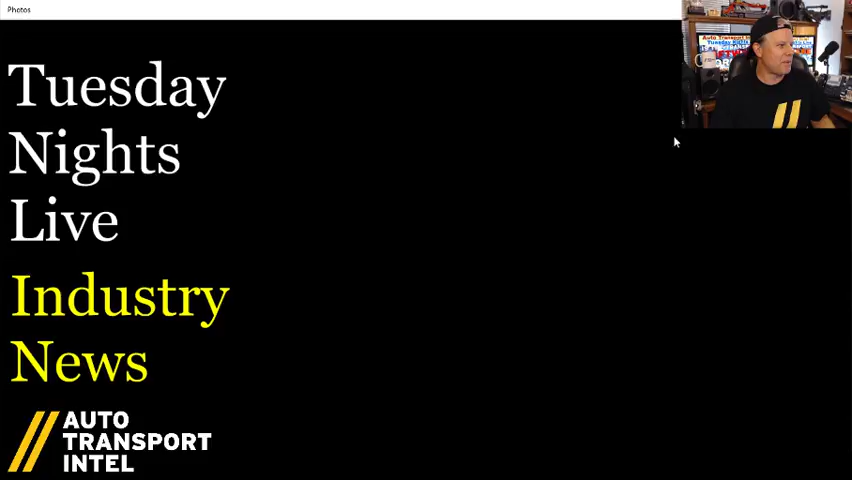 Photos
Tuesday
Nights
Live
Industry
News
AUTO
TRANSPORT
INTEL